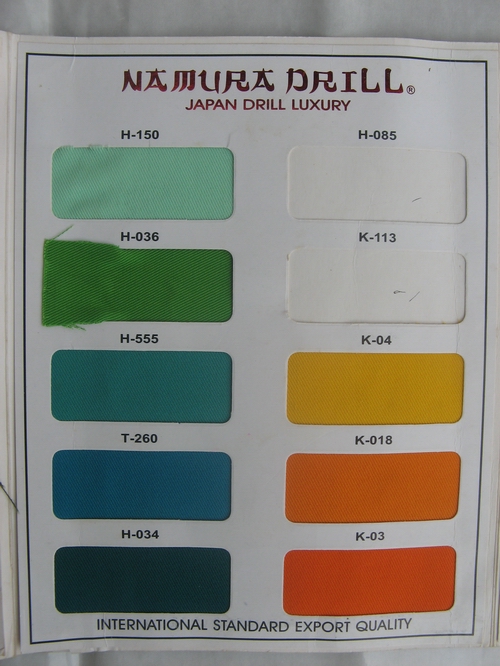 NAMURA DRILL®
JAPAN DRILL LUXURY
H-150 H-085
H-036 K-113
H-555 K-04
T-260 K-018
H-034 K-03
INTERNATIONAL STANDARD EXPORT QUALITY